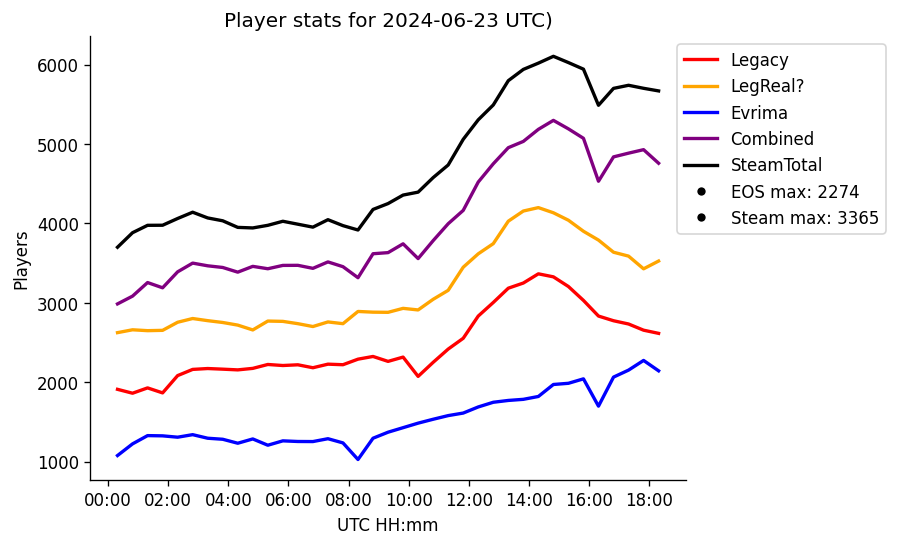 Player stats for 2024-06-23 UTC)
6000
5000
4000
3000
2000
1000
Players
00:00 02:00 04:00 06:00 08:00 10:00 12:00 14:00 16:00 18:00
UTC HH:mm
Legacy
LegReal?
Evrima
Combined
SteamTotal
EOS max: 2274
Steam max: 3365